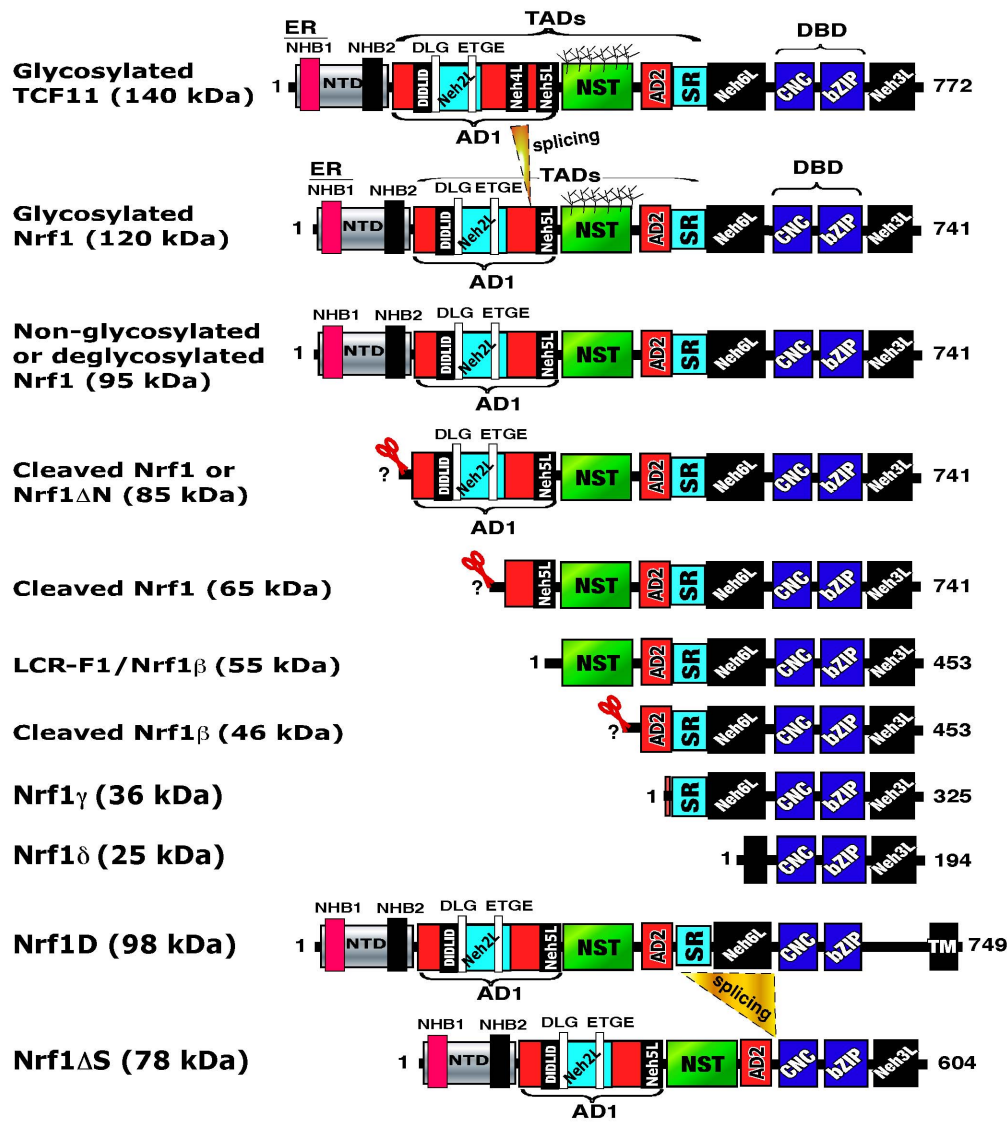 TADs
ER
DBD
NHB1 NHB2 DLG ETGE
Glycosylated
TCF11 (140 kDa)
1 NTD DIDLID Neh2L Neh4L Neh5L NST AD2 SR Neh6L CNC bZIP Neh3L 772
AD1
splicing
TADs
ER
DBD
NHB1 NHB2 DLG ETGE
Glycosylated
Nrf1 (120 kDa)
1 NTD DIDLID Neh2L Neh5L NST AD2 SR Neh6L CNC bZIP Neh3L 741
AD1
NHB1 NHB2 DLG ETGE
Non-glycosylated
or deglycosylated
Nrf1 (95 kDa)
1 NTD DIDLID Neh2L Neh5L NST AD2 SR Neh6L CNC bZIP Neh3L 741
AD1
DLG ETGE
Cleaved Nrf1 or
Nrf1ΔN (85 kDa)
? DIDLID Neh2L Neh5L NST AD2 SR Neh6L CNC bZIP Neh3L 741
AD1
Cleaved Nrf1 (65 kDa)
? Neh5L NST AD2 SR Neh6L CNC bZIP Neh3L 741
LCR-F1/Nrf1β (55 kDa)
1 NST AD2 SR Neh6L CNC bZIP Neh3L 453
Cleaved Nrf1β (46 kDa)
? AD2 SR Neh6L CNC bZIP Neh3L 453
Nrf1γ (36 kDa)
1 SR Neh6L CNC bZIP Neh3L 325
Nrf1δ (25 kDa)
1 CNC bZIP Neh3L 194
NHB1 NHB2 DLG ETGE
Nrf1D (98 kDa)
1 NTD DIDLID Neh2L Neh5L NST AD2 SR Neh6L CNC bZIP TM 749
AD1
splicing
NHB1 NHB2 DLG ETGE
Nrf1ΔS (78 kDa)
1 NTD DIDLID Neh2L Neh5L NST AD2 CNC bZIP Neh3L 604
AD1